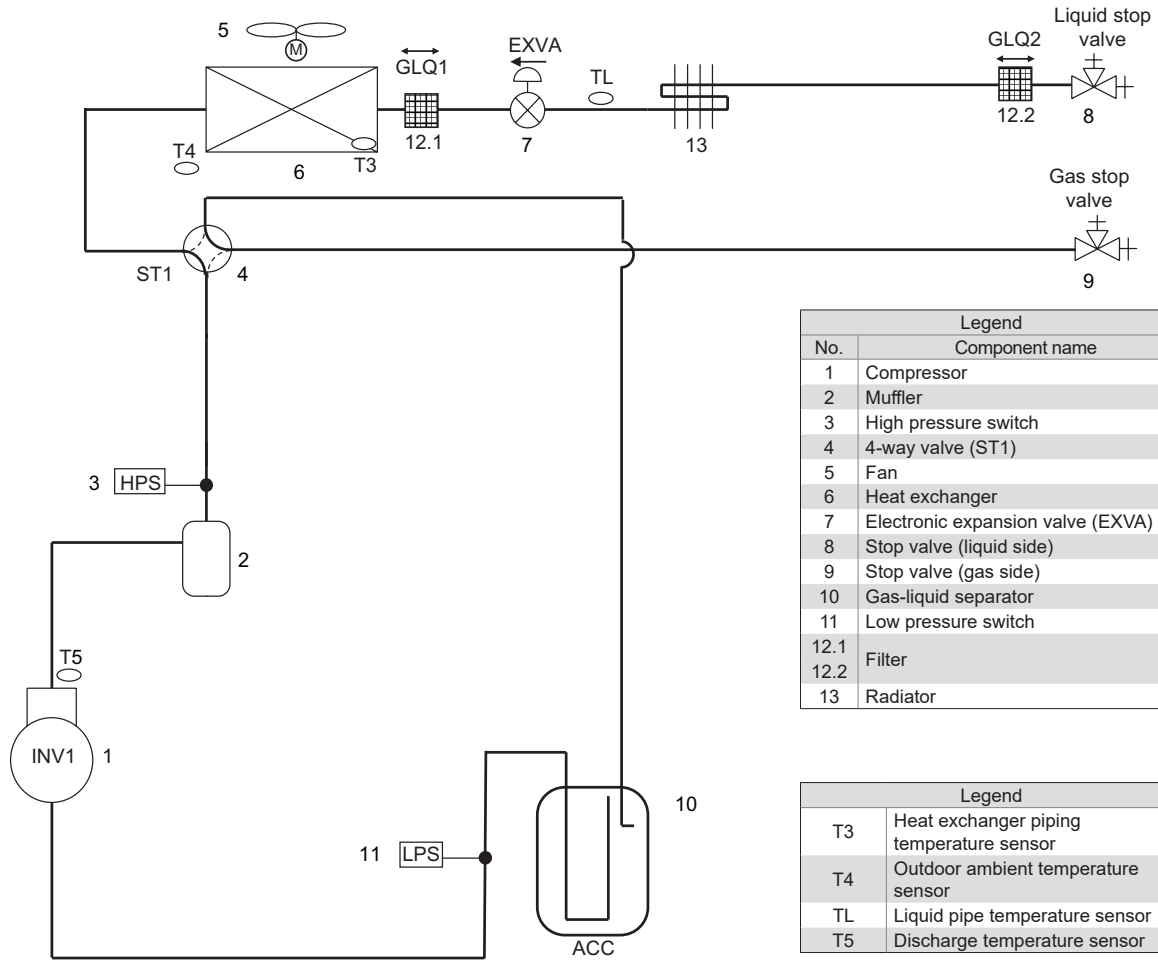 5
M
GLQ1
EXVA
TL
GLQ2
Liquid stop
valve
12.1
7
13
12.2
8
T4
6
T3
Gas stop
valve
ST1
4
9
3
HPS
2
T5
INV1
1
10
11
LPS
ACC
Legend
No. Component name
1 Compressor
2 Muffler
3 High pressure switch
4 4-way valve (ST1)
5 Fan
6 Heat exchanger
7 Electronic expansion valve (EXVA)
8 Stop valve (liquid side)
9 Stop valve (gas side)
10 Gas-liquid separator
11 Low pressure switch
12.1
12.2
Filter
13 Radiator
Legend
T3 Heat exchanger piping
temperature sensor
T4 Outdoor ambient temperature
sensor
TL Liquid pipe temperature sensor
T5 Discharge temperature sensor